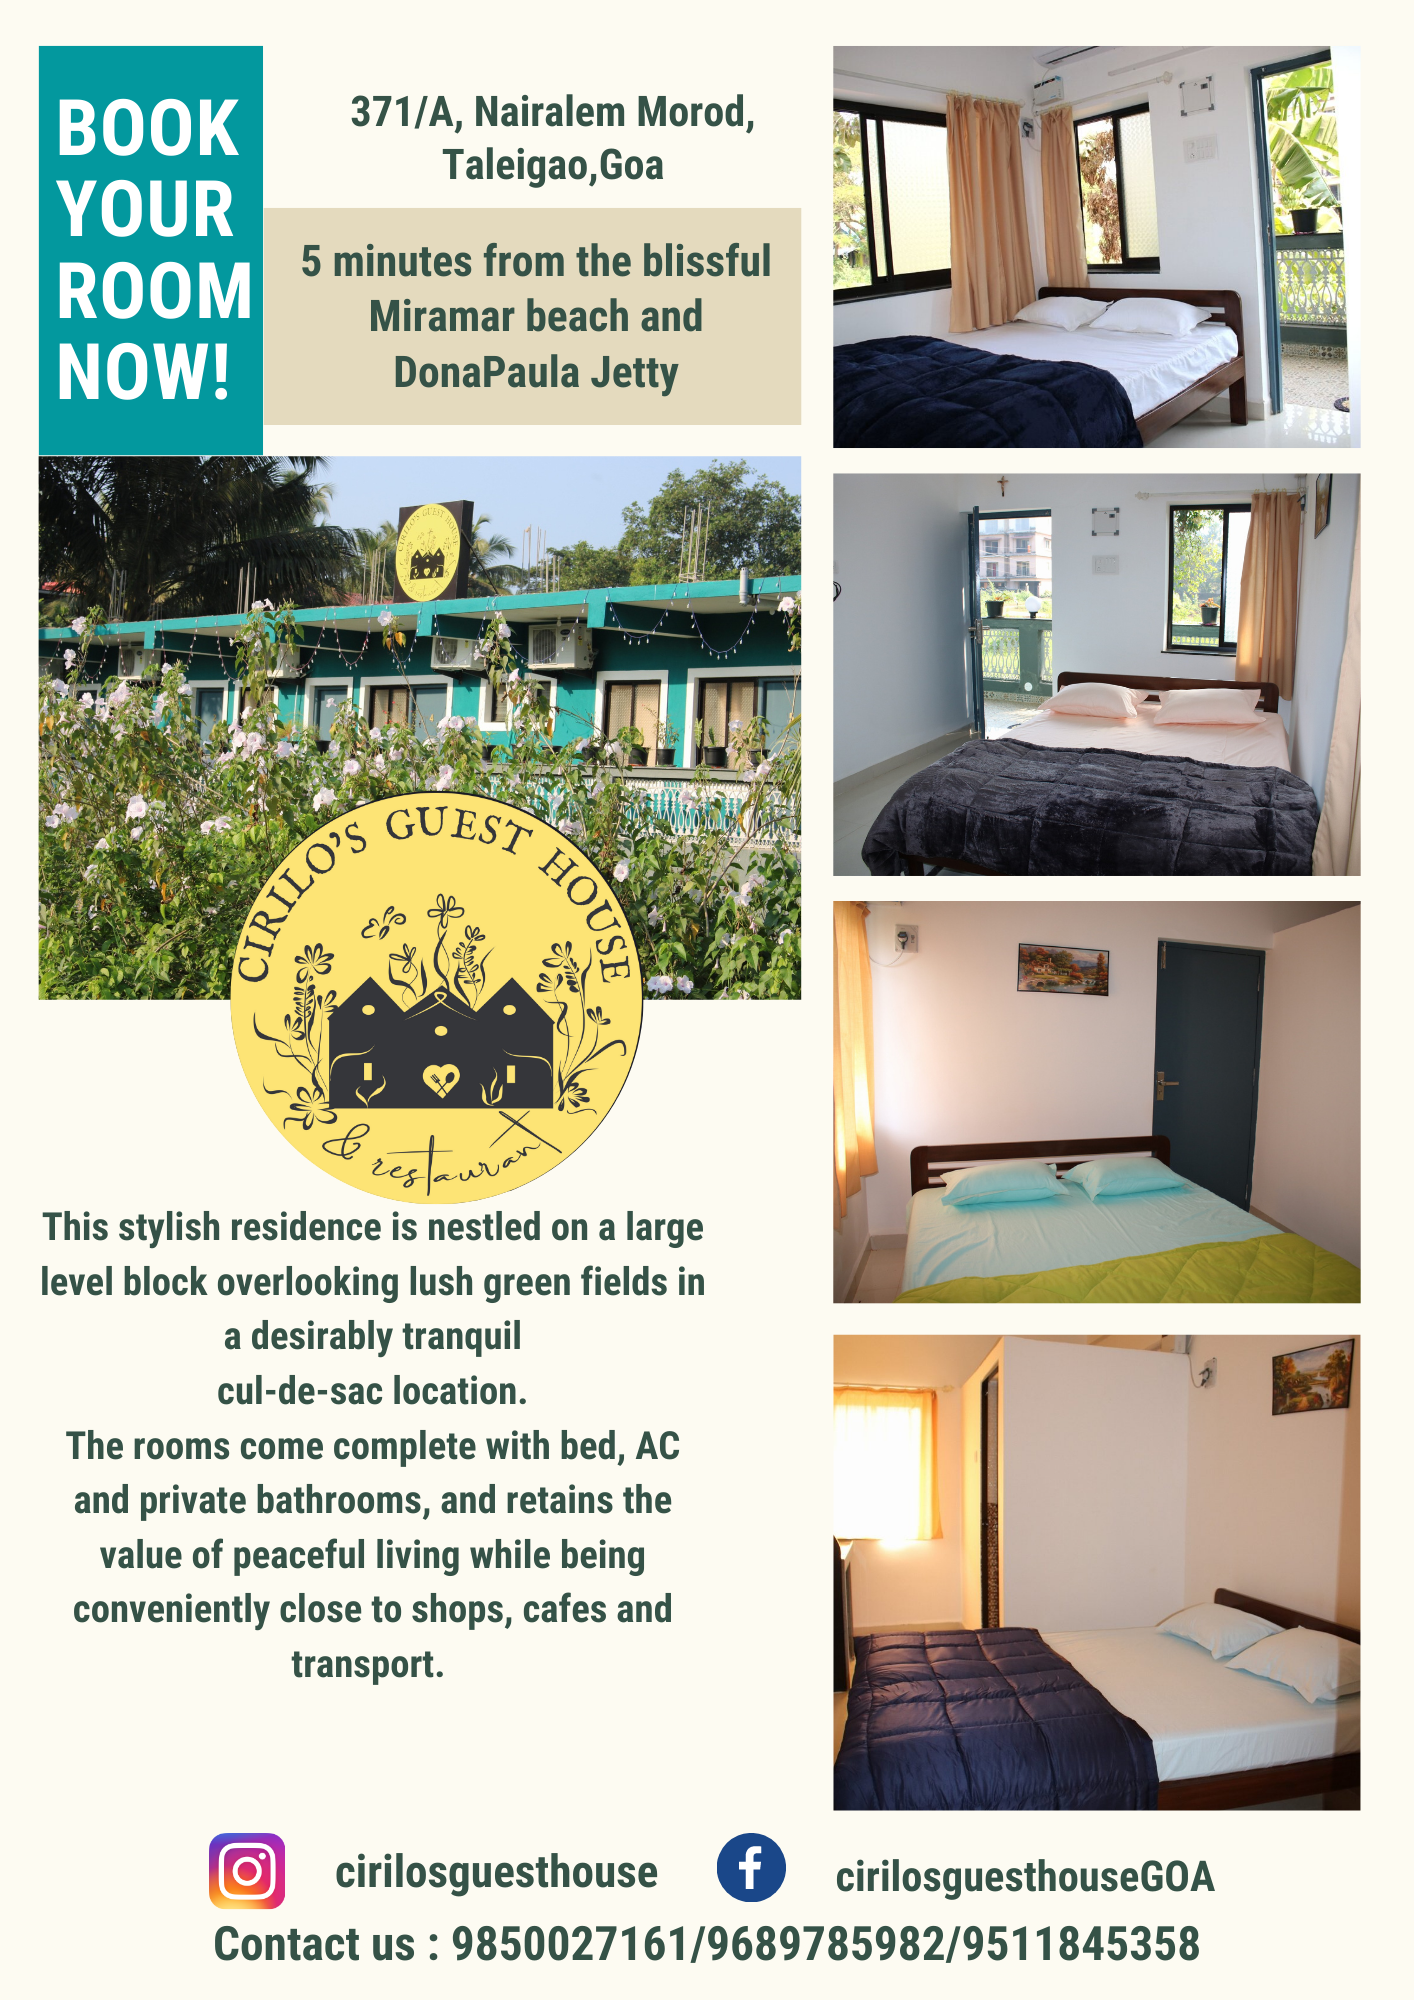 BOOK
YOUR
ROOM
NOW!
371/A, Nairalem Morod,
Taleigao,Goa
5 minutes from the blissful
Miramar beach and
DonaPaula Jetty
CIRILO'S GUEST HOUSE
CIRILO'S GUEST HOUSE
& restaurant
This stylish residence is nestled on a large
level block overlooking lush green fields in
a desirably tranquil
cul-de-sac location.
The rooms come complete with bed, AC
and private bathrooms, and retains the
value of peaceful living while being
conveniently close to shops, cafes and
transport.
cirilosguesthouse
cirilosguesthouseGOA
Contact us : 9850027161/9689785982/9511845358